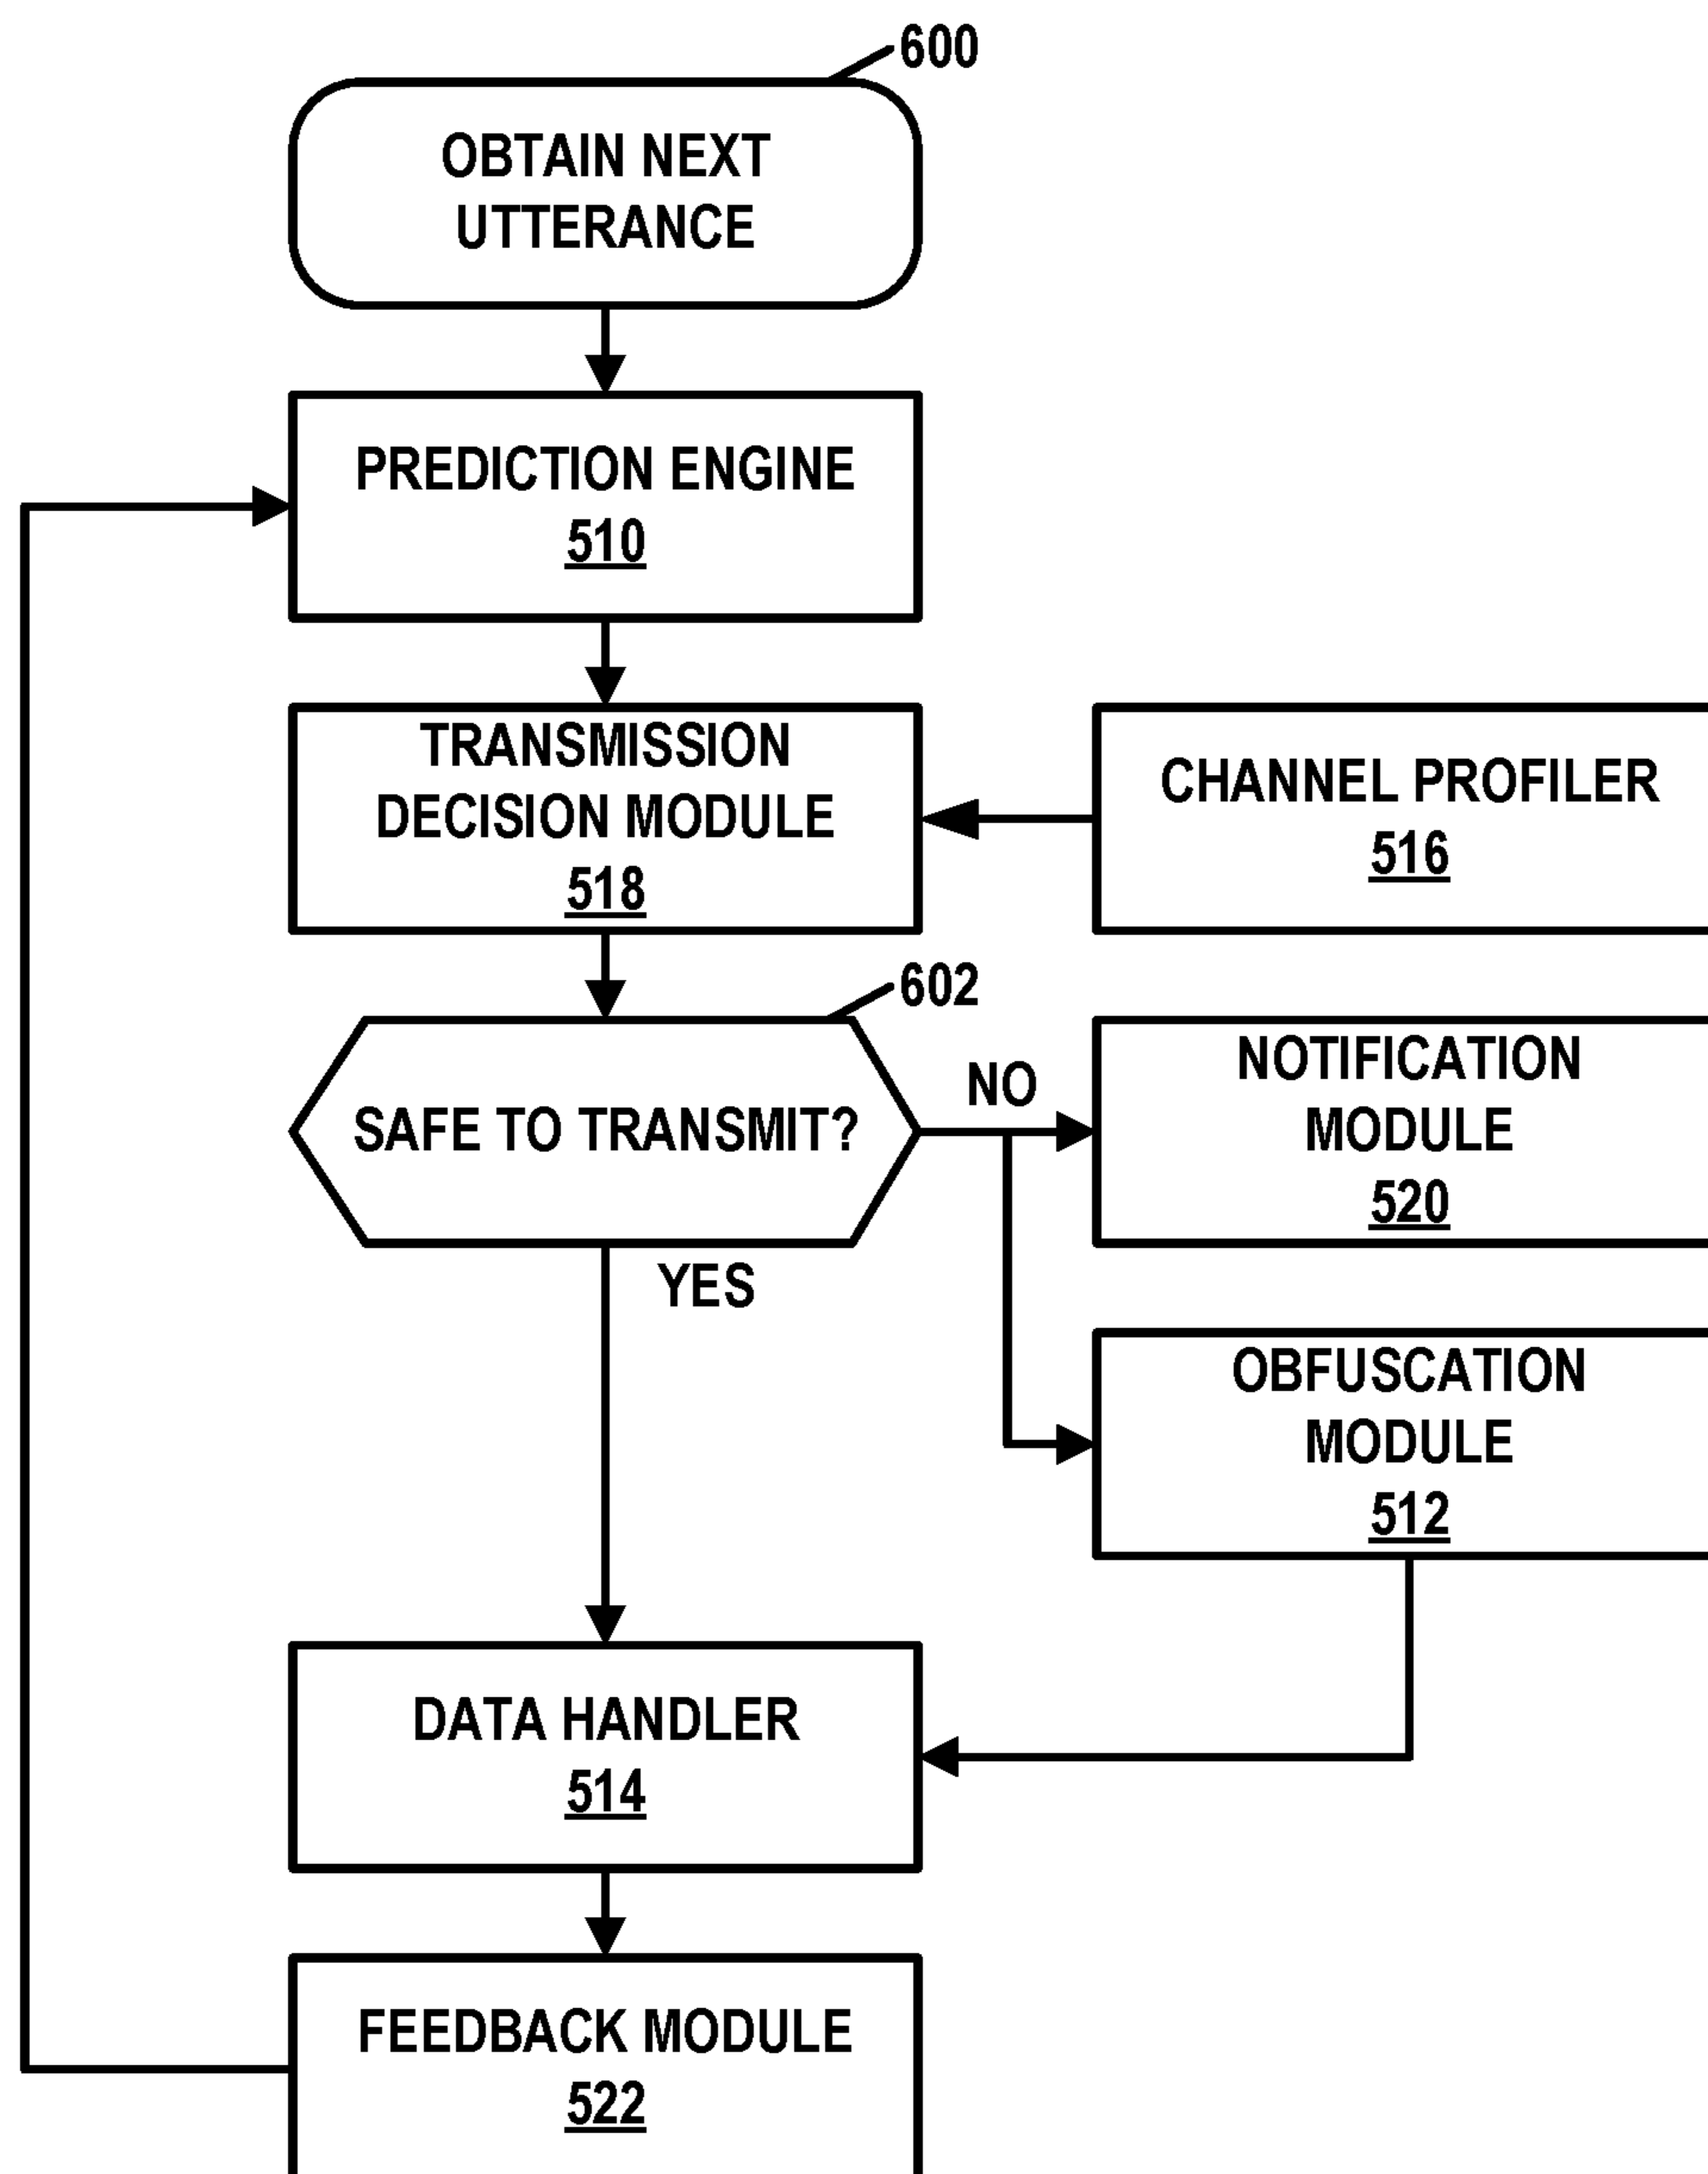 600
OBTAIN NEXT
UTTERANCE
PREDICTION ENGINE
510
TRANSMISSION
DECISION MODULE
518
CHANNEL PROFILER
516
602
SAFE TO TRANSMIT?
NO
YES
NOTIFICATION
MODULE
520
OBFUSCATION
MODULE
512
DATA HANDLER
514
FEEDBACK MODULE
522